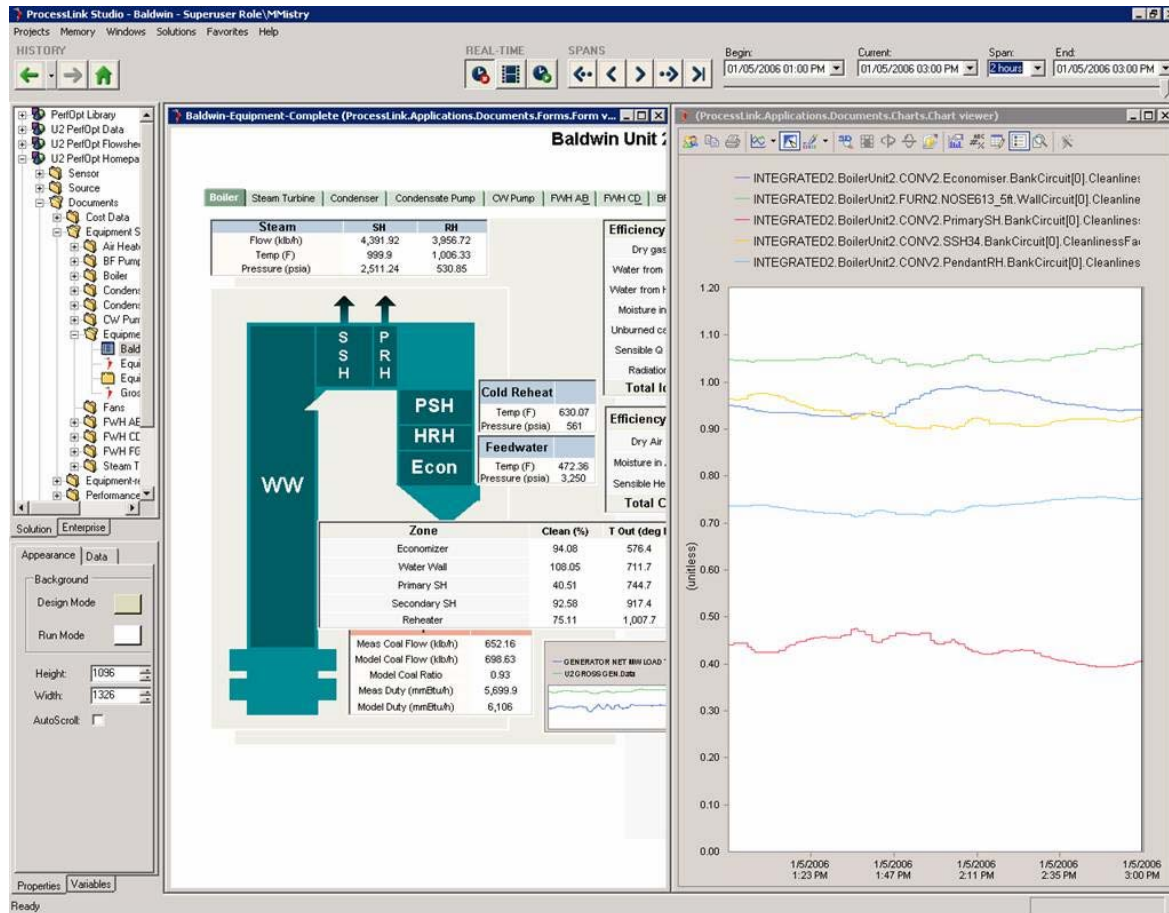 ProcessLink Studio - Baldwin - Superuser Role\MMistry
Projects Memory Windows Solutions Favorites Help
HISTORY
REAL-TIME
SPANS
Begin:
01/05/2006 01:00 PM
Current:
01/05/2006 03:00 PM
Span:
2 hours
End:
01/05/2006 03:00 PM
PerfOpt Library
U2 PerfOpt Data
U2 PerfOpt Flowshe
U2 PerfOpt Homepa
Sensor
Source
Documents
Cost Data
Equipment S
Air Heat
BF Pump
Boiler
Condens
Condens
CW Pum
Equipme
Bald
Equi
Equi
Gros
Fans
FWH AB
FWH CD
FWH FG
Steam T
Equipment-r
Performance
Solution Enterprise
Appearance Data
Background
Design Mode
Run Mode
Height: 1096
Width: 1326
AutoScroll:
Properties Variables
Ready
Baldwin-Equipment-Complete (ProcessLink.Applications.Documents.Forms.Form v...
Baldwin Unit 2
Boiler Steam Turbine Condenser Condensate Pump CW Pump FWH AB FWH CD BF
Steam SH RH
Flow (klb/h) 4,391.92 3,956.72
Temp (F) 999.9 1,006.33
Pressure (psia) 2,511.24 530.85
Efficiency
Dry gas
Water from
Water from H
Moisture in
Unburned ca
Sensible Q
Radiation
Total lo
SSH
PRH
PSH
HRH
Econ
WW
Cold Reheat
Temp (F) 630.07
Pressure (psia) 561
Feedwater
Temp (F) 472.36
Pressure (psia) 3,250
Efficiency
Dry Air
Moisture in
Sensible He
Total C
Zone Clean (%) T Out (deg
Economizer 94.08 576.4
Water Wall 108.05 711.7
Primary SH 40.51 744.7
Secondary SH 92.58 917.4
Reheater 75.11 1,007.7
Meas Coal Flow (klb/h) 652.16
Model Coal Flow (klb/h) 698.63
Model Coal Ratio 0.93
Meas Duty (mmBtu/h) 5,699.9
Model Duty (mmBtu/h) 6,106
GENERATOR NET MW LOAD
U2 GROSS GEN.Data
(ProcessLink.Applications.Documents.Charts.Chart viewer)
INTEGRATED2.BoilerUnit2.CONV2.Economiser.BankCircuit[0].Cleanlines
INTEGRATED2.BoilerUnit2.FURN2.NOSE613_5ft.WallCircuit[0].Cleanline
INTEGRATED2.BoilerUnit2.CONV2.PrimarySH.BankCircuit[0].Cleanlines
INTEGRATED2.BoilerUnit2.CONV2.SSH34.BankCircuit[0].CleanlinessFa
INTEGRATED2.BoilerUnit2.CONV2.PendantRH.BankCircuit[0].Cleanlines
1.20
1.10
1.00
0.90
0.80
0.70
0.60
0.50
0.40
0.30
0.20
0.10
0.00
(unitless)
1/5/2006 1/5/2006 1/5/2006 1/5/2006 1/5/2006
1:23 PM 1:47 PM 2:11 PM 2:35 PM 3:00 PM